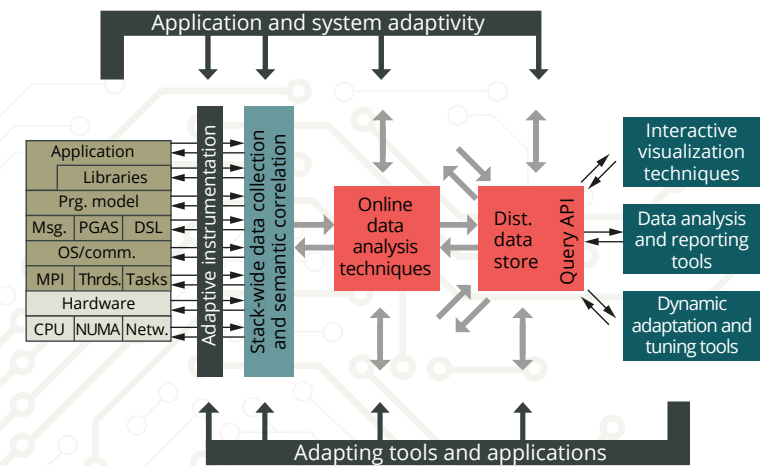 Application and system adaptivity
Application
Libraries
Prg. model
Msg. PGAS DSL
OS/comm.
MPI Thrds. Tasks
Hardware
CPU NUMA Netw.
Adaptive instrumentation
Stack-wide data collection
and semantic correlation
Online
data
analysis
techniques
Dist.
data
store
Query API
Interactive
visualization
techniques
Data analysis
and reporting
tools
Dynamic
adaptation and
tuning tools
Adapting tools and applications